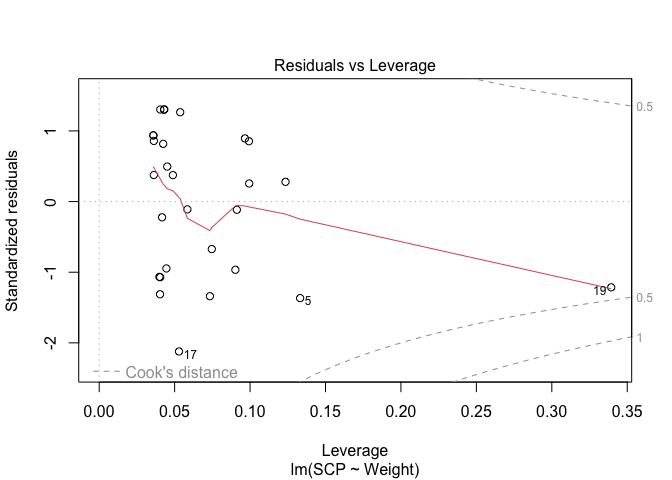 Residuals vs Leverage
Standardized residuals
1
0
-1
-2
0.5
0.5
1
19
5
17
Cook's distance
0.00 0.05 0.10 0.15 0.20 0.25 0.30 0.35
Leverage
lm(SCP ~ Weight)